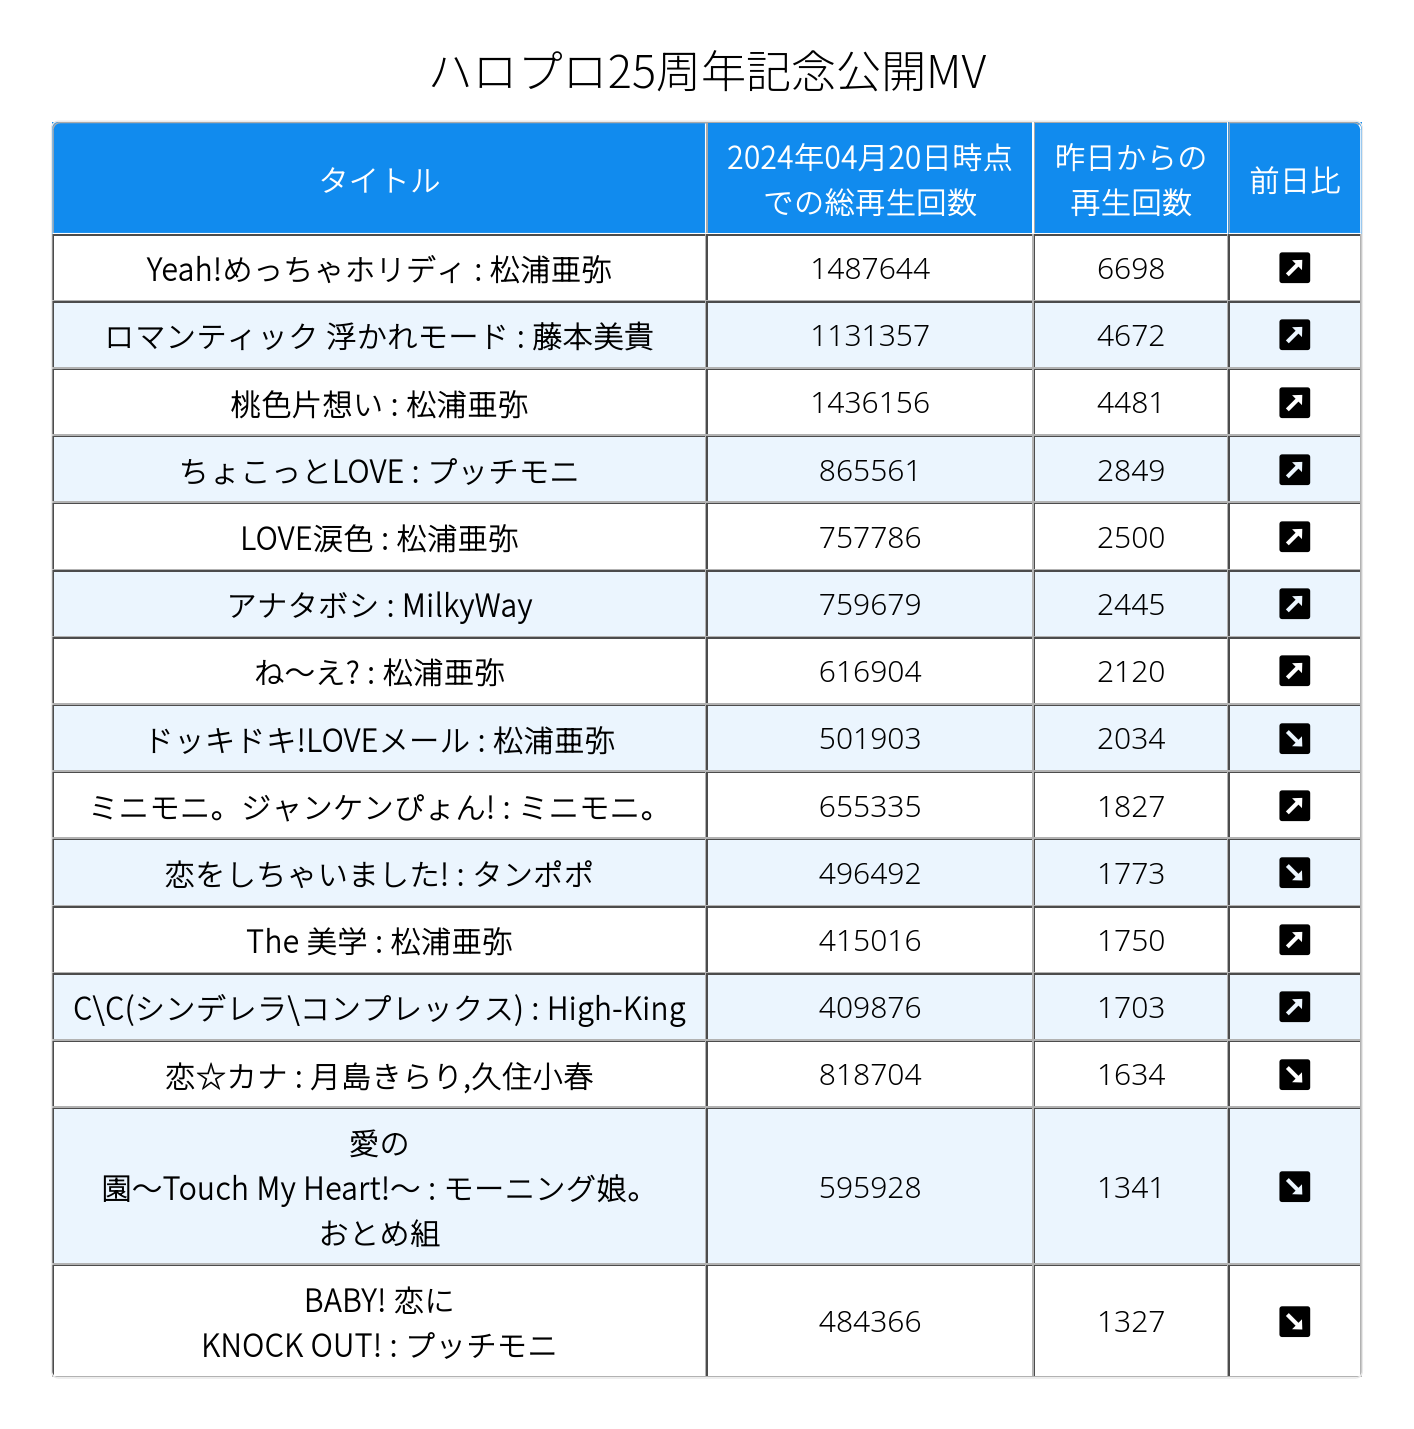 ハロプロ25周年記念公開MV
タイトル 2024年04月20日時点での総再生回数 昨日からの再生回数 前日比
Yeah!めっちゃホリディ : 松浦亜弥 1487644 6698
ロマンティック 浮かれモード : 藤本美貴 1131357 4672
桃色片想い : 松浦亜弥 1436156 4481
ちょこっとLOVE : プッチモニ 865561 2849
LOVE涙色 : 松浦亜弥 757786 2500
アナタボシ : MilkyWay 759679 2445
ね〜え? : 松浦亜弥 616904 2120
ドッキドキ!LOVEメール : 松浦亜弥 501903 2034
ミニモニ。ジャンケンぴょん! : ミニモニ。 655335 1827
恋をしちゃいました! : タンポポ 496492 1773
The 美学 : 松浦亜弥 415016 1750
C\C(シンデレラ\コンプレックス) : High-King 409876 1703
恋☆カナ : 月島きらり,久住小春 818704 1634
愛の
園〜Touch My Heart!〜 : モーニング娘。 595928 1341
おとめ組
BABY! 恋に
KNOCK OUT! : プッチモニ 484366 1327